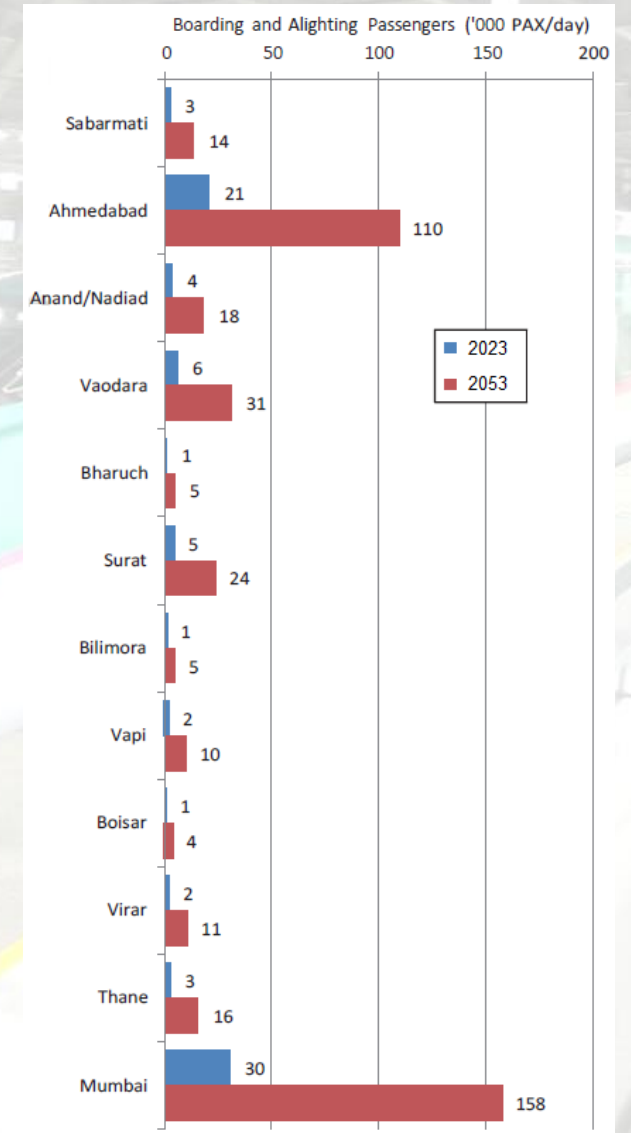 Boarding and Alighting Passengers ('000 PAX/day)
0 50 100 150 200
Sabarmati
3
14
Ahmedabad
21
110
Anand/Nadiad
4
18
2023
2053
Vaodara
6
31
Bharuch
1
5
Surat
5
24
Bilimora
1
5
Vapi
2
10
Boisar
1
4
Virar
2
11
Thane
3
16
Mumbai
30
158